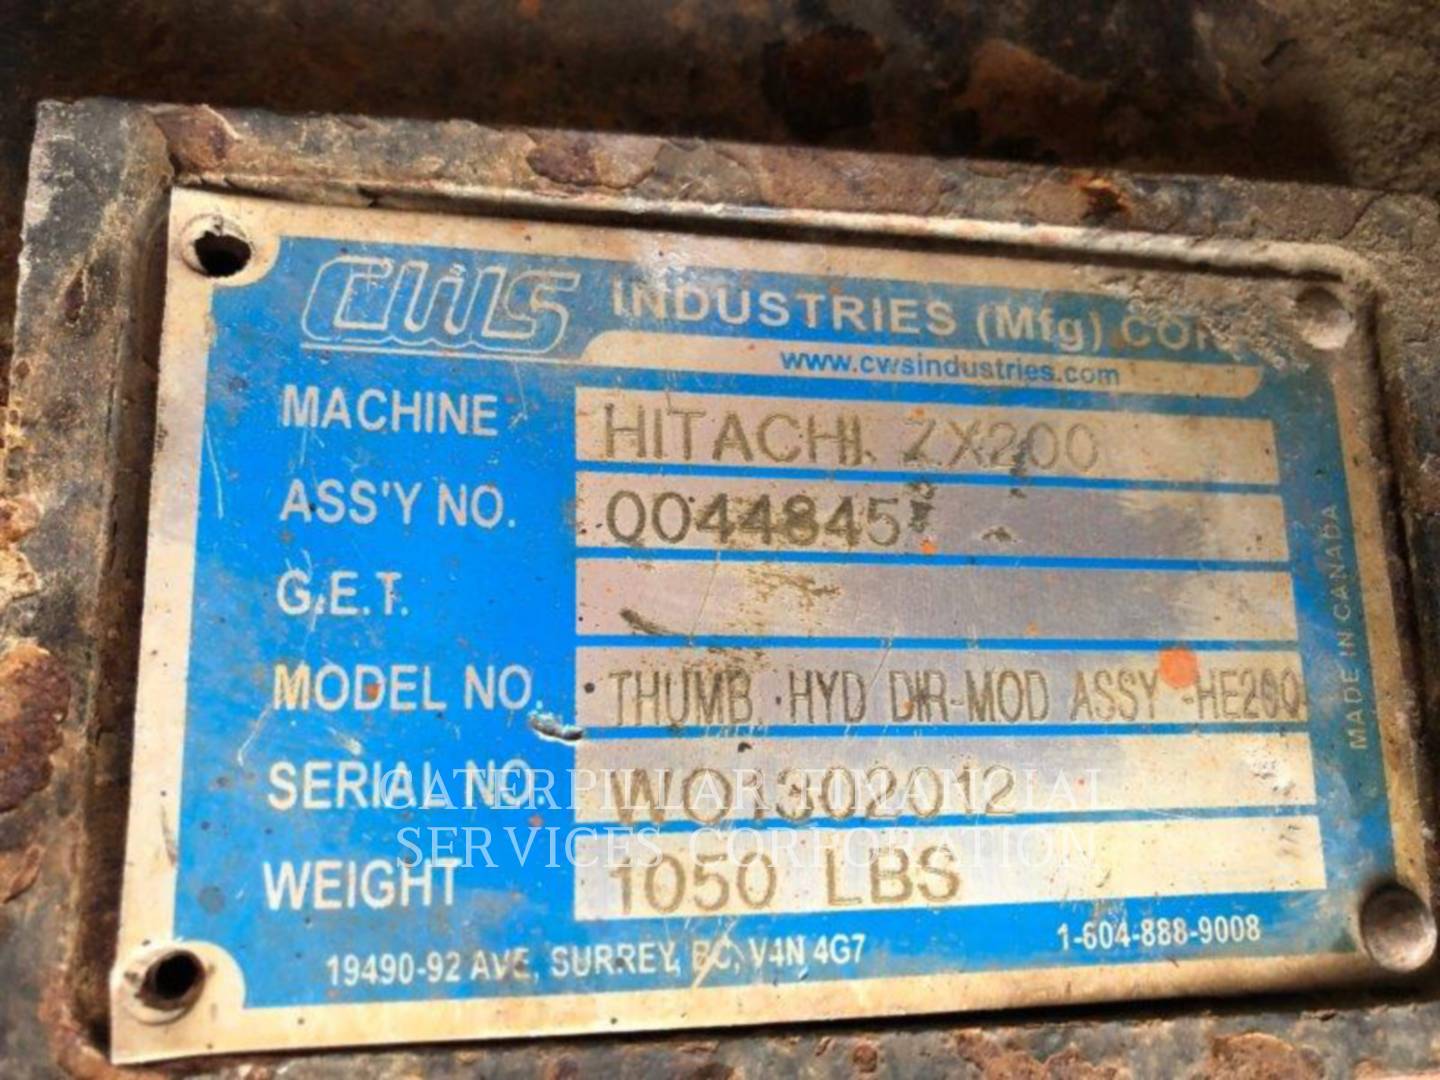 CWS INDUSTRIES (Mfg) CORP
www.cwsindustries.com
MACHINE HITACHI ZX200
ASS'Y NO. 0044845
G.E.T.
MODEL NO. THUMB, HYD DIR-MOD ASSY -HE200
SERIAL NO. WO1302012
WEIGHT 1050 LBS
19490-92 AVE, SURREY, BC, V4N 4G7 1-604-888-9008
MADE IN CANADA
CATERPILLAR FINANCIAL
SERVICES CORPORATION